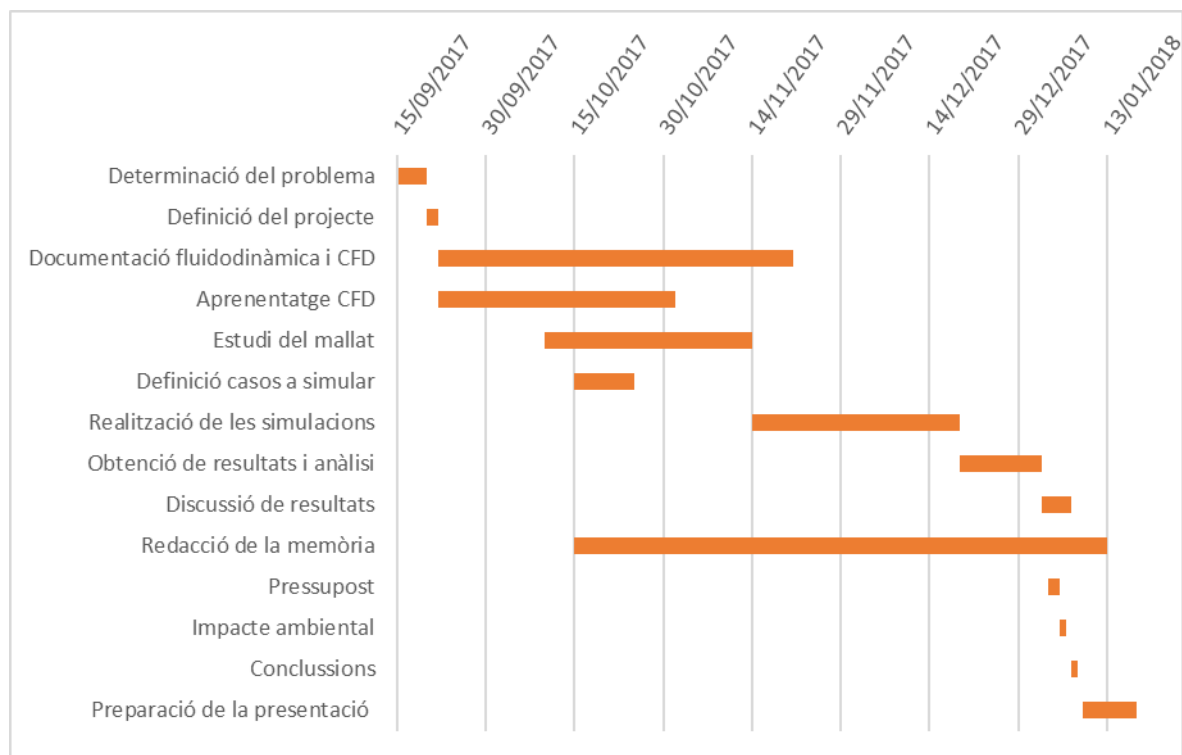 15/09/2017
30/09/2017
15/10/2017
30/10/2017
14/11/2017
29/11/2017
14/12/2017
29/12/2017
13/01/2018
Determinació del problema
Definició del projecte
Documentació fluidodinàmica i CFD
Aprenentatge CFD
Estudi del mallat
Definició casos a simular
Realització de les simulacions
Obtenció de resultats i anàlisi
Discussió de resultats
Redacció de la memòria
Pressupost
Impacte ambiental
Conclussions
Preparació de la presentació